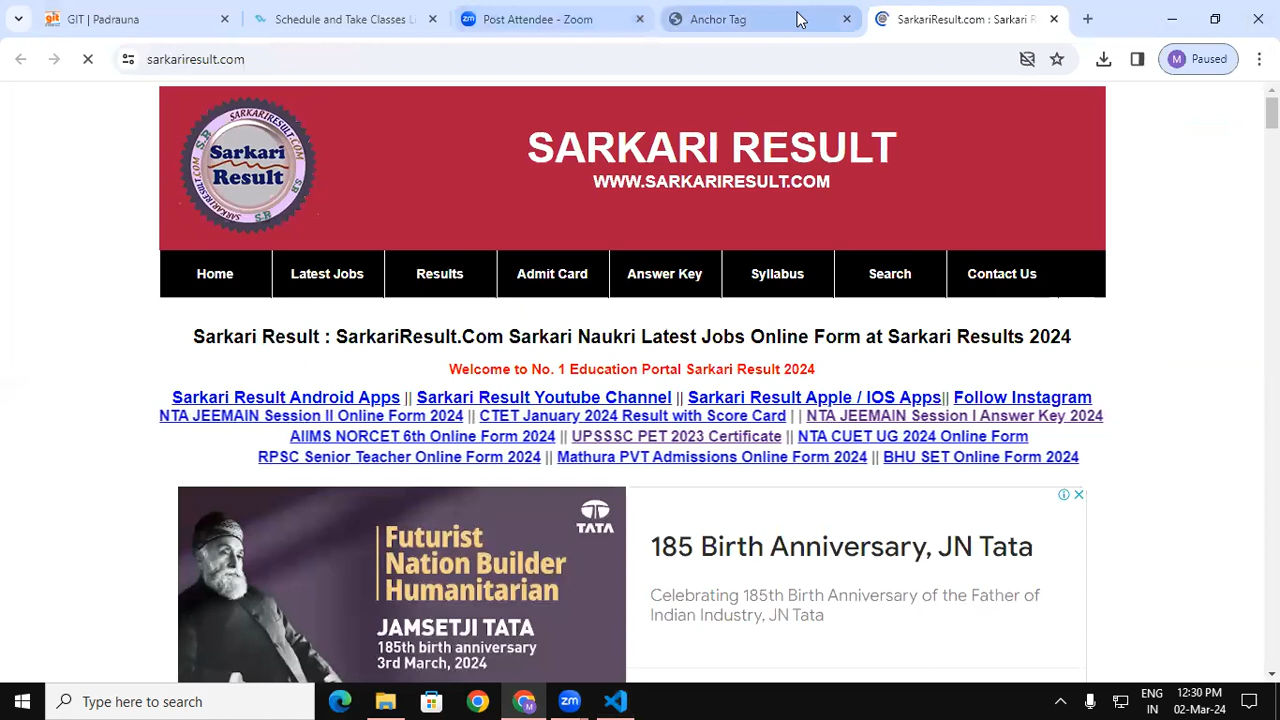 GIT | Padrauna
Schedule and Take Classes Li
zm Post Attendee - Zoom
Anchor Tag
SarkariResult.com : Sarkari R
sarkariresult.com
M Paused
SARKARI RESULT
WWW.SARKARIRESULT.COM
SARKARIRESULT.COM
S.R
Sarkari
Result
Home Latest Jobs Results Admit Card Answer Key Syllabus Search Contact Us
Sarkari Result : SarkariResult.Com Sarkari Naukri Latest Jobs Online Form at Sarkari Results 2024
Welcome to No. 1 Education Portal Sarkari Result 2024
Sarkari Result Android Apps || Sarkari Result Youtube Channel || Sarkari Result Apple / IOS Apps|| Follow Instagram
NTA JEEMAIN Session II Online Form 2024 || CTET January 2024 Result with Score Card | | NTA JEEMAIN Session I Answer Key 2024
AIIMS NORCET 6th Online Form 2024 || UPSSSC PET 2023 Certificate || NTA CUET UG 2024 Online Form
RPSC Senior Teacher Online Form 2024 || Mathura PVT Admissions Online Form 2024 || BHU SET Online Form 2024
TATA
Futurist
Nation Builder
Humanitarian
JAMSETJI TATA
185th birth anniversary
3rd March, 2024
185 Birth Anniversary, JN Tata
Celebrating 185th Birth Anniversary of the Father of
Indian Industry, JN Tata
Type here to search
zm
ENG
IN
12:30 PM
02-Mar-24